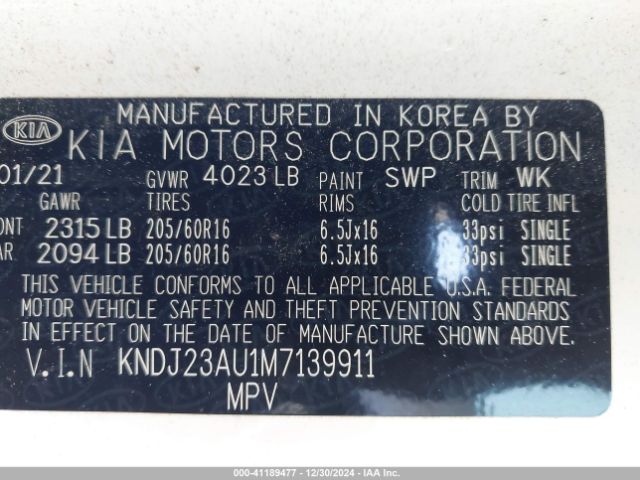 MANUFACTURED IN KOREA BY
KIA KIA MOTORS CORPORATION
01/21 GVWR 4023 LB PAINT SWP TRIM WK
GAWR TIRES RIMS COLD TIRE INFL
ONT 2315 LB 205/60R16 6.5Jx16 33psi SINGLE
AR 2094 LB 205/60R16 6.5Jx16 33psi SINGLE
THIS VEHICLE CONFORMS TO ALL APPLICABLE U.S.A. FEDERAL
MOTOR VEHICLE SAFETY AND THEFT PREVENTION STANDARDS
IN EFFECT ON THE DATE OF MANUFACTURE SHOWN ABOVE.
V.I.N KNDJ23AU1M7139911
MPV
000-41189477 - 12/30/2024 - IAA